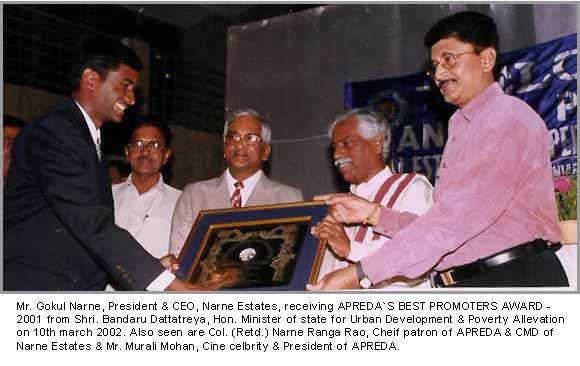 Mr. Gokul Narne, President & CEO, Narne Estates, receiving APREDA`S BEST PROMOTERS AWARD -
2001 from Shri. Bandaru Dattatreya, Hon. Minister of state for Urban Development & Poverty Allevation
on 10th march 2002. Also seen are Col. (Retd.) Narne Ranga Rao, Cheif patron of APREDA & CMD of
Narne Estates & Mr. Murali Mohan, Cine celbrity & President of APREDA.